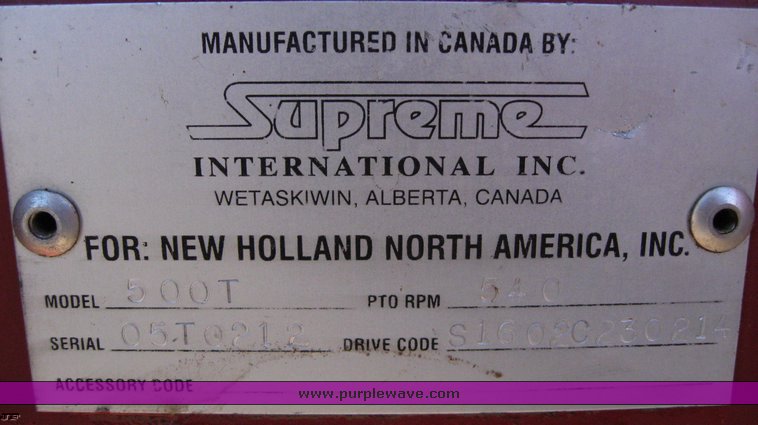 MANUFACTURED IN CANADA BY:
Supreme
INTERNATIONAL INC.
WETASKIWIN, ALBERTA, CANADA
FOR: NEW HOLLAND NORTH AMERICA, INC.
MODEL 500T PTO RPM 540
SERIAL 05T0212 DRIVE CODE S1602C230214
ACCESSORY CODE
www.purplewave.com